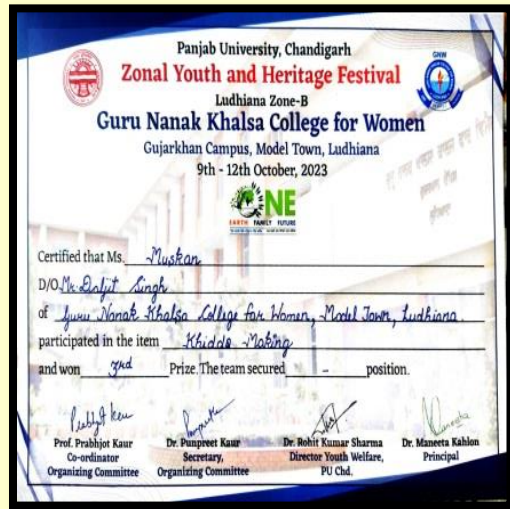 Panjab University, Chandigarh
Zonal Youth and Heritage Festival
GNW
Ludhiana Zone-B
Guru Nanak Khalsa College for Women
Gujarkhan Campus, Model Town, Ludhiana
9th - 12th October, 2023
ONE
EARTH FAMILY FUTURE
Certified that Ms. Muskan
D/O Mr. Daljit Singh
of Guru Nanak Khalsa College for Women, Model Town, Ludhiana.
participated in the item Khiddo Making
and won 3rd Prize. The team secured - position.
Prof. Prabhjot Kaur Dr. Punpreet Kaur Dr. Rohit Kumar Sharma Dr. Maneeta Kahlon
Co-ordinator Secretary, Director Youth Welfare, Principal
Organizing Committee Organizing Committee PU Chd.